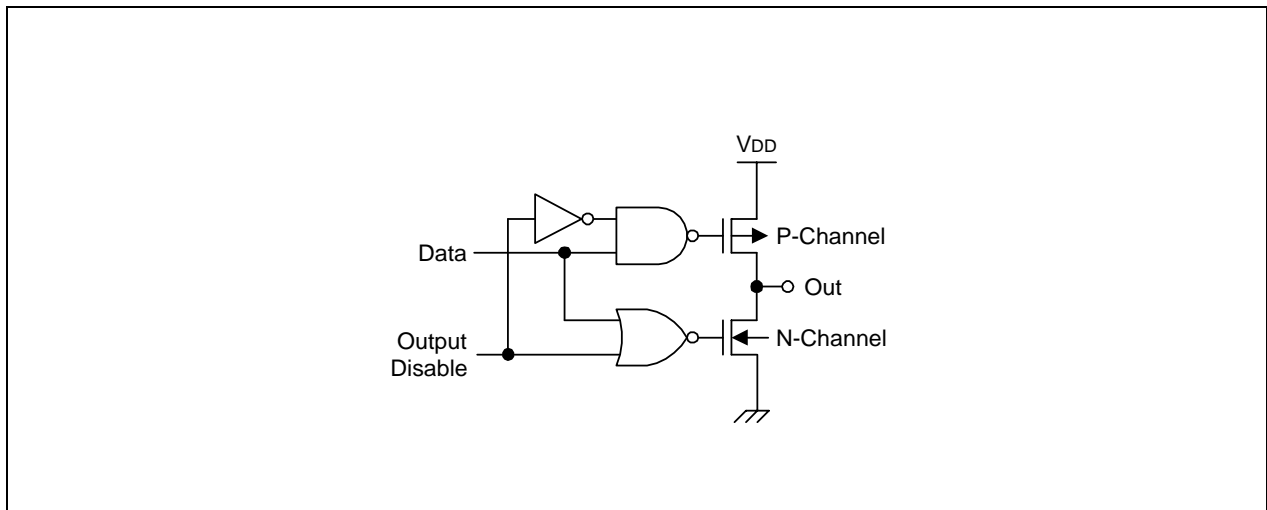 VDD
P-Channel
Data
Out
Output
Disable
N-Channel